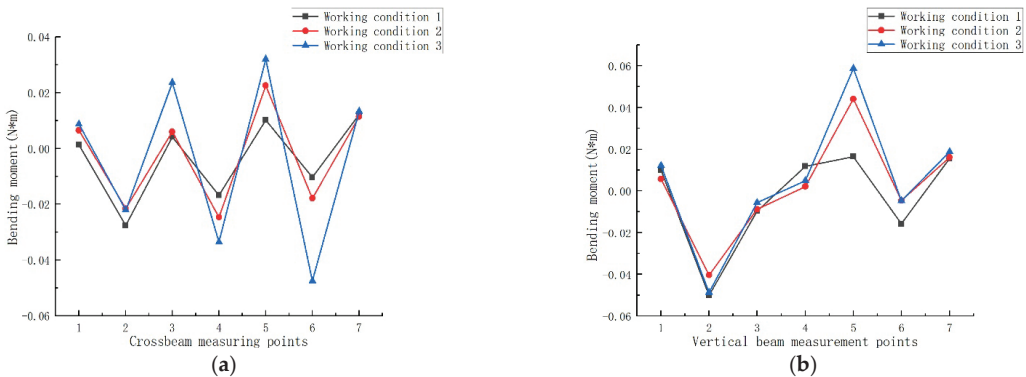 Working condition 1
Working condition 2
Working condition 3
0.04
0.02
0.00
-0.02
-0.04
-0.06
Bending moment(N*m)
1 2 3 4 5 6 7
Crossbeam measuring points
(a)
Working condition 1
Working condition 2
Working condition 3
0.06
0.04
0.02
0.00
-0.02
-0.04
-0.06
Bending moment(N*m)
1 2 3 4 5 6 7
Vertical beam measurement points
(b)